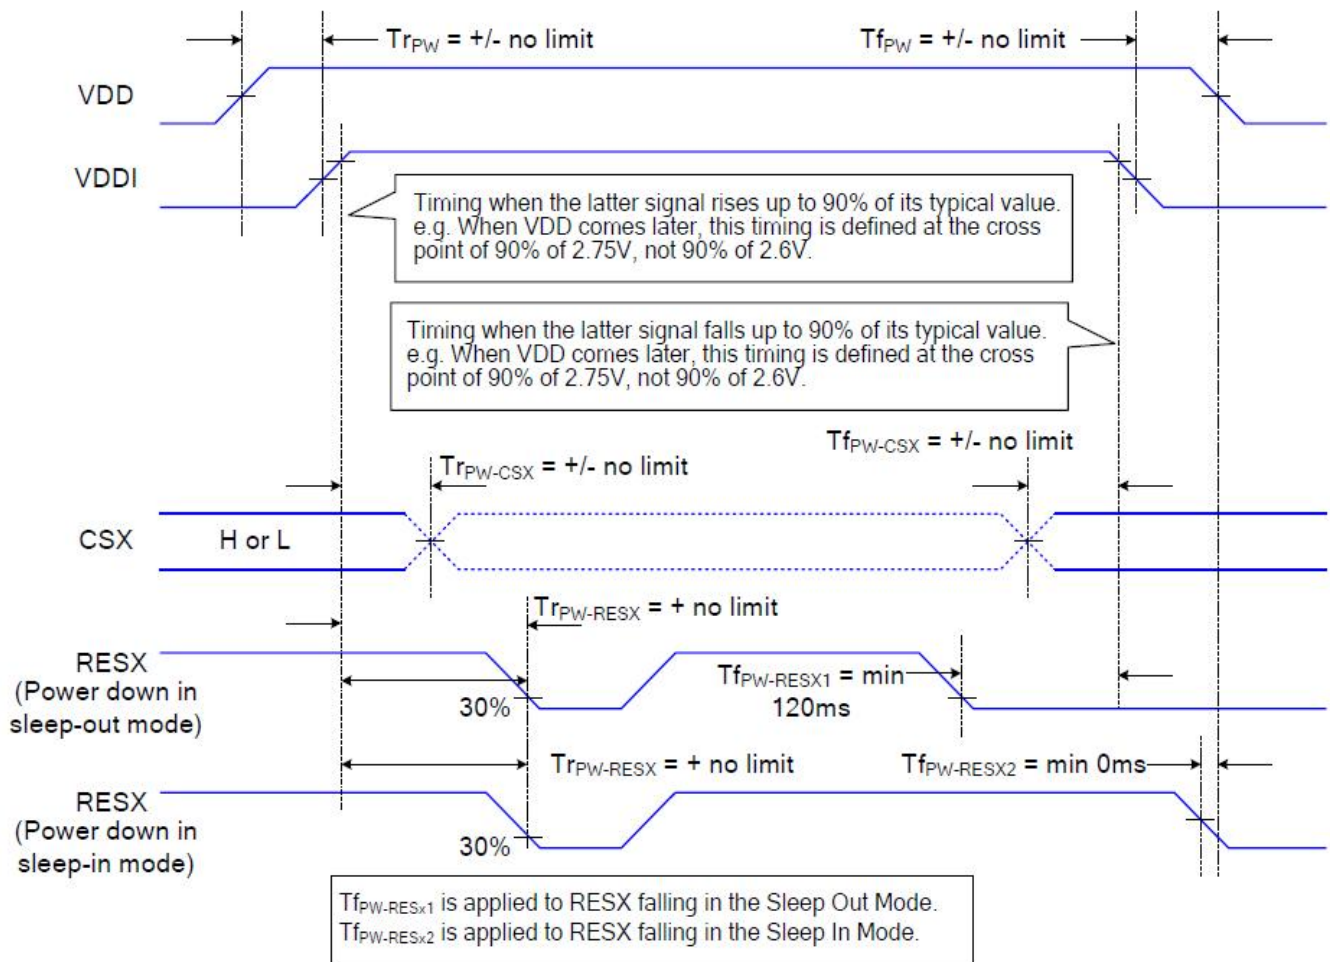 TrPW = +/- no limit
TfPW = +/- no limit
VDD
VDDI
Timing when the latter signal rises up to 90% of its typical value.
e.g. When VDD comes later, this timing is defined at the cross
point of 90% of 2.75V, not 90% of 2.6V.
Timing when the latter signal falls up to 90% of its typical value.
e.g. When VDD comes later, this timing is defined at the cross
point of 90% of 2.75V, not 90% of 2.6V.
TfPW-CSX = +/- no limit
TrPW-CSX = +/- no limit
CSX
H or L
TrPW-RESX = + no limit
RESX
(Power down in
sleep-out mode)
30%
TfPW-RESX1 = min
120ms
TrPW-RESX = + no limit
TfPW-RESX2 = min 0ms
RESX
(Power down in
sleep-in mode)
30%
TfPW-RESx1 is applied to RESX falling in the Sleep Out Mode.
TfPW-RESx2 is applied to RESX falling in the Sleep In Mode.